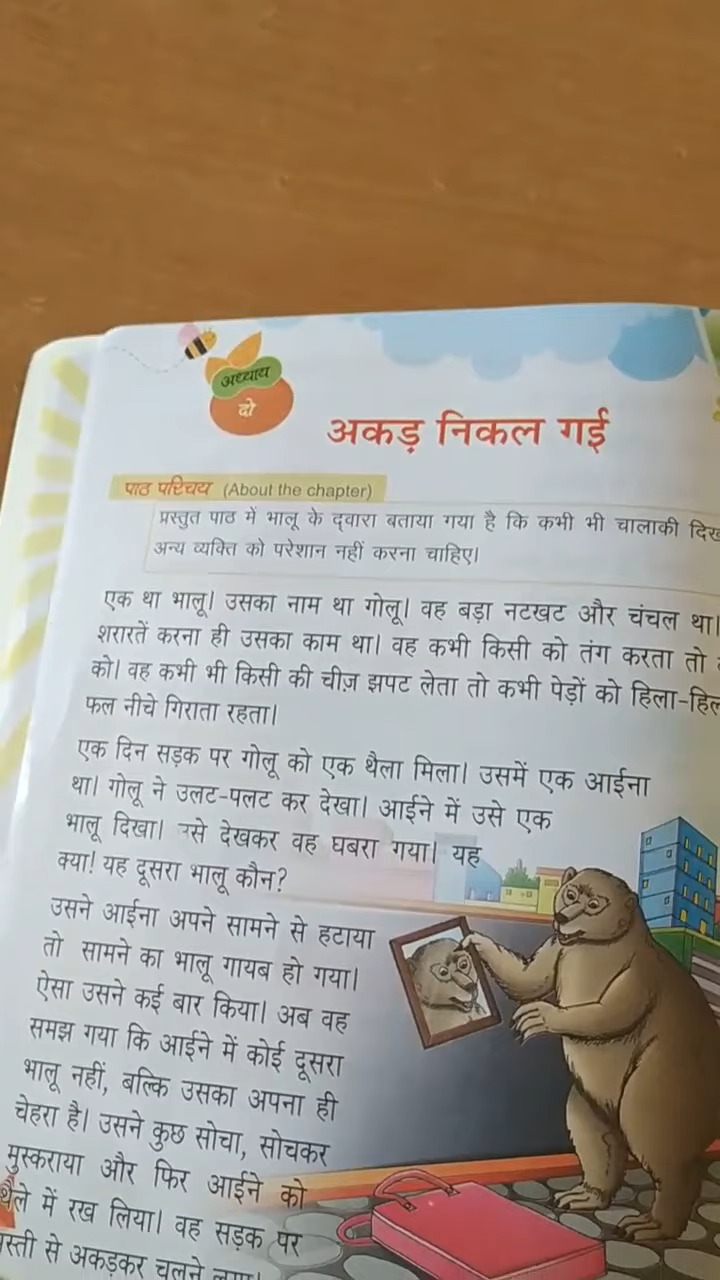 अध्याय
दो
अकड़ निकल गई
पाठ परिचय (About the chapter)
प्रस्तुत पाठ में भालू के द्वारा बताया गया है कि कभी भी चालाकी
अन्य व्यक्ति को परेशान नहीं करना चाहिए।
एक था भालू। उसका नाम था गोलू। वह बड़ा नटखट और चंचल था।
शरारतें करना ही उसका काम था। वह कभी किसी को तंग करता तो
को। वह कभी भी किसी की चीज़ झपट लेता तो कभी पेड़ों को
फल नीचे गिराता रहता।
एक दिन सड़क पर गोलू को एक थैला मिला। उसमें एक आईना
था। गोलू ने उलट-पलट कर देखा। आईने में उसे एक
भालू दिखा। देखकर वह घबरा गया। यह
क्या! यह दूसरा भालू कौन?
उसने आईना अपने सामने से हटाया
तो सामने का भालू गायब हो गया।
ऐसा उसने कई बार किया। अब वह
समझ गया कि आईने में कोई दूसरा
भालू नहीं, बल्कि उसका अपना ही
चेहरा है। उसने कुछ सोचा, सोचकर
मुस्कराया और फिर आईने को
थैले में रख लिया। वह सड़क पर
से अकड़कर चलने